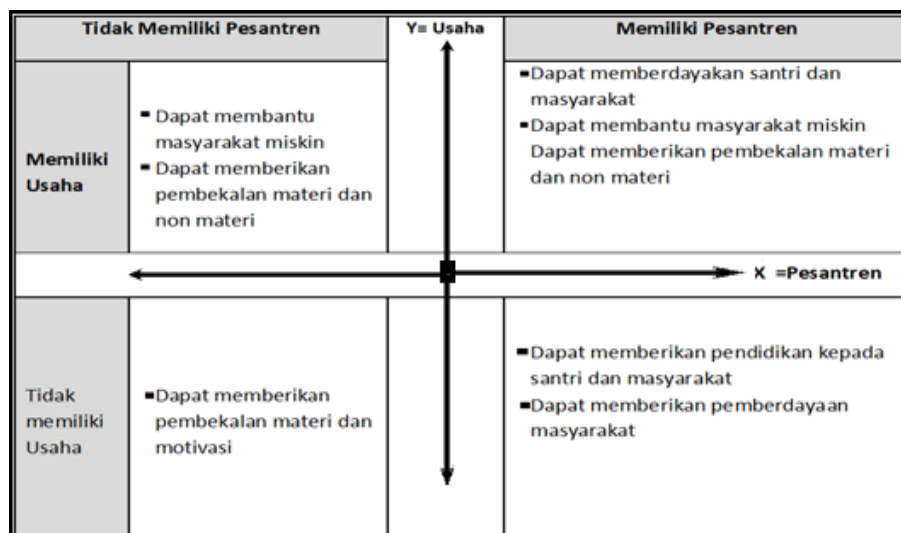 Tidak Memiliki Pesantren
Y= Usaha
Memiliki Pesantren
Memiliki
Usaha
▪ Dapat membantu
masyarakat miskin
▪ Dapat memberikan
pembekalan materi dan
non materi
▪Dapat memberdayakan santri dan
masyarakat
▪Dapat membantu masyarakat miskin
Dapat memberikan pembekalan materi
dan non materi
X =Pesantren
Tidak
memiliki
Usaha
▪Dapat memberikan
pembekalan materi dan
motivasi
▪Dapat memberikan pendidikan kepada
santri dan masyarakat
▪Dapat memberikan pemberdayaan
masyarakat